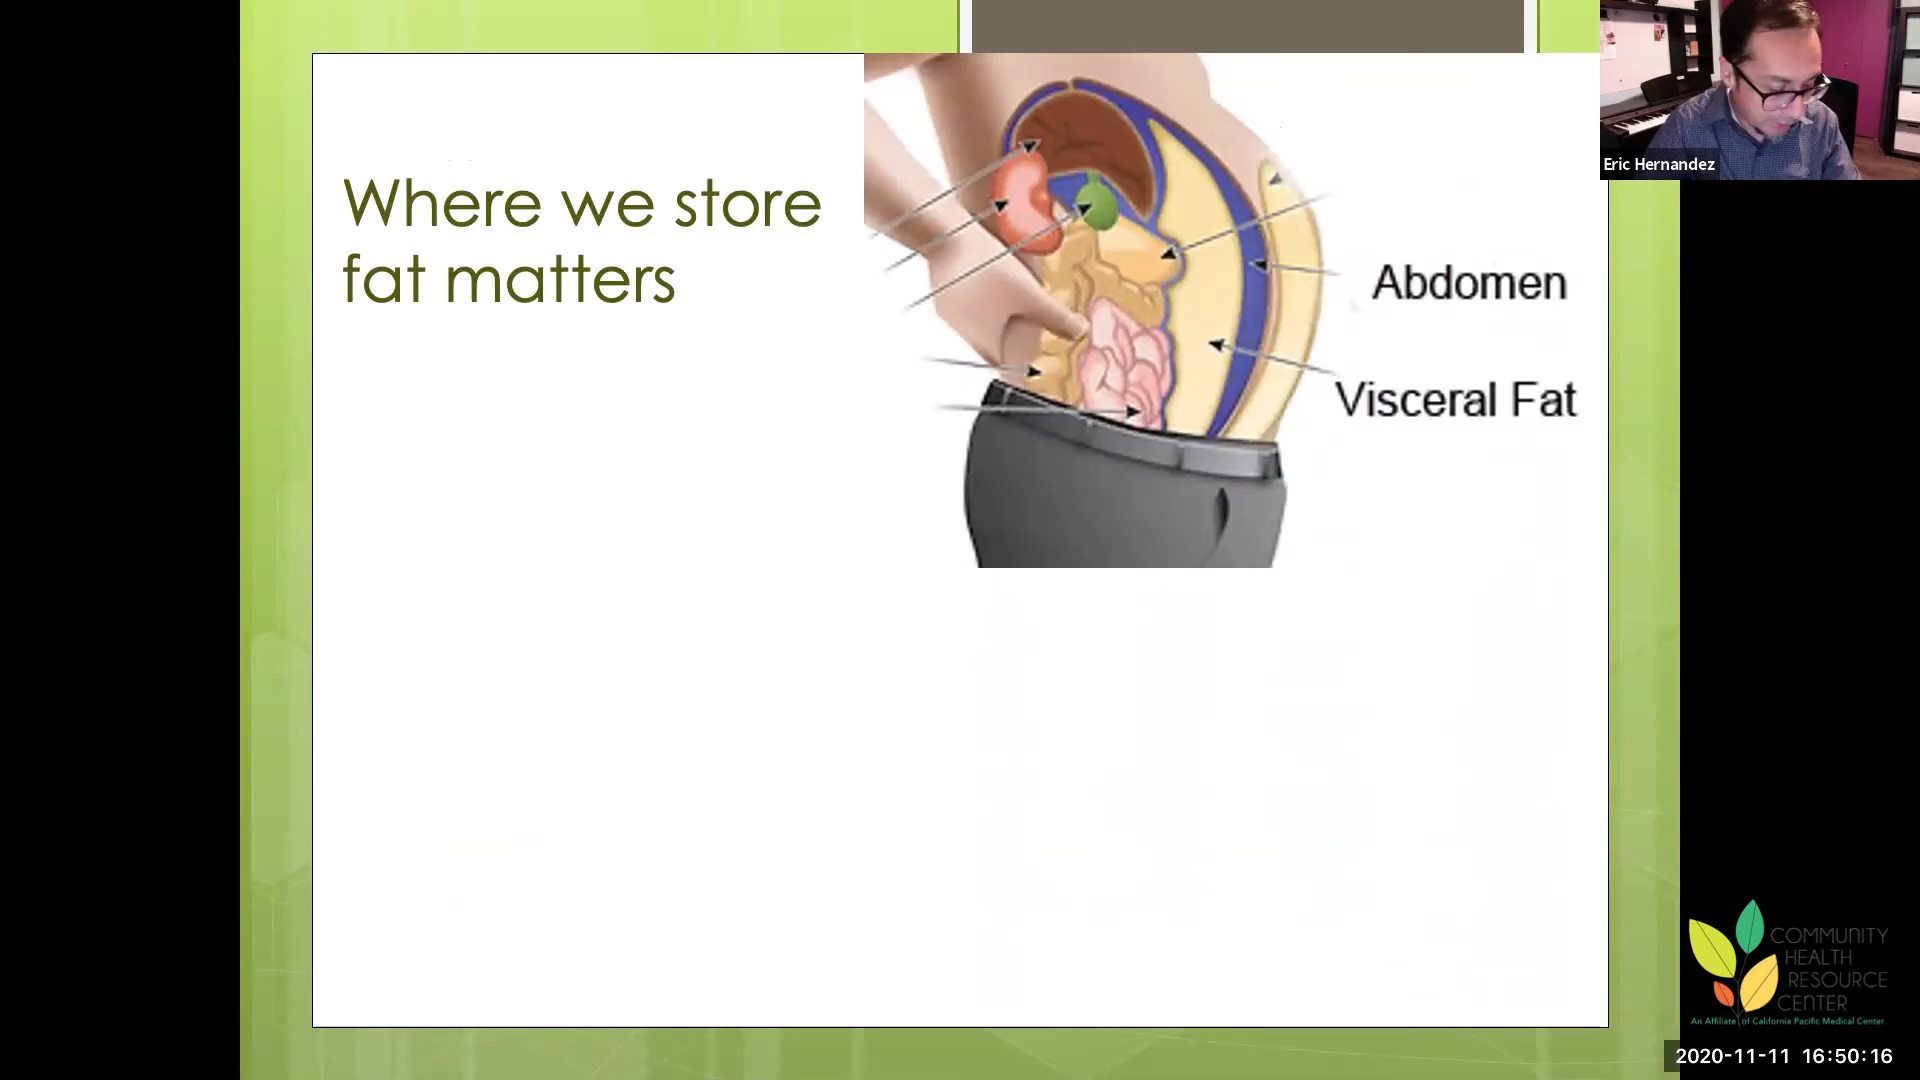 Where we store
fat matters
Abdomen
Visceral Fat
Eric Hernandez
COMMUNITY
HEALTH
RESOURCE
CENTER
An Affiliate of California Pacific Medical Center
2020-11-11 16:50:16